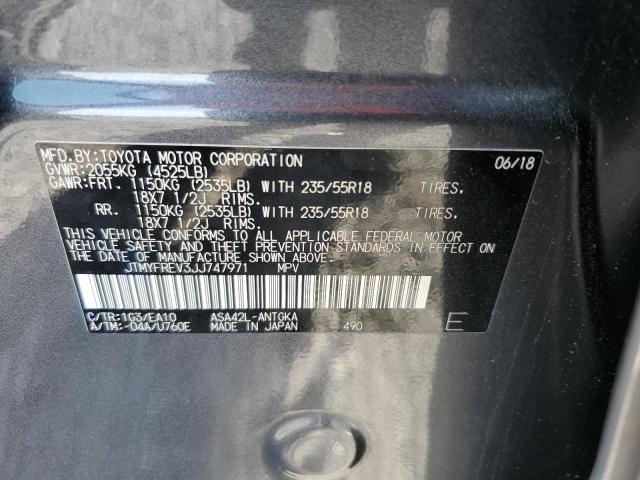 MFD.BY:TOYOTA MOTOR CORPORATION 06/18
GVWR:2055KG (4525LB)
GAWR:FRT. 1150KG (2535LB) WITH 235/55R18 TIRES.
18X7 1/2J RIMS.
RR. 1150KG (2535LB) WITH 235/55R18 TIRES.
18X7 1/2J RIMS.
THIS VEHICLE CONFORMS TO ALL APPLICABLE FEDERAL MOTOR
VEHICLE SAFETY AND THEFT PREVENTION STANDARDS IN EFFECT ON
THE DATE OF MANUFACTURE SHOWN ABOVE.
JTMYFREV3JJ747971 MPV
C/TR:1G3/EA10 ASA42L-ANTGKA
A/TM:-04A/U760E MADE IN JAPAN 490 E